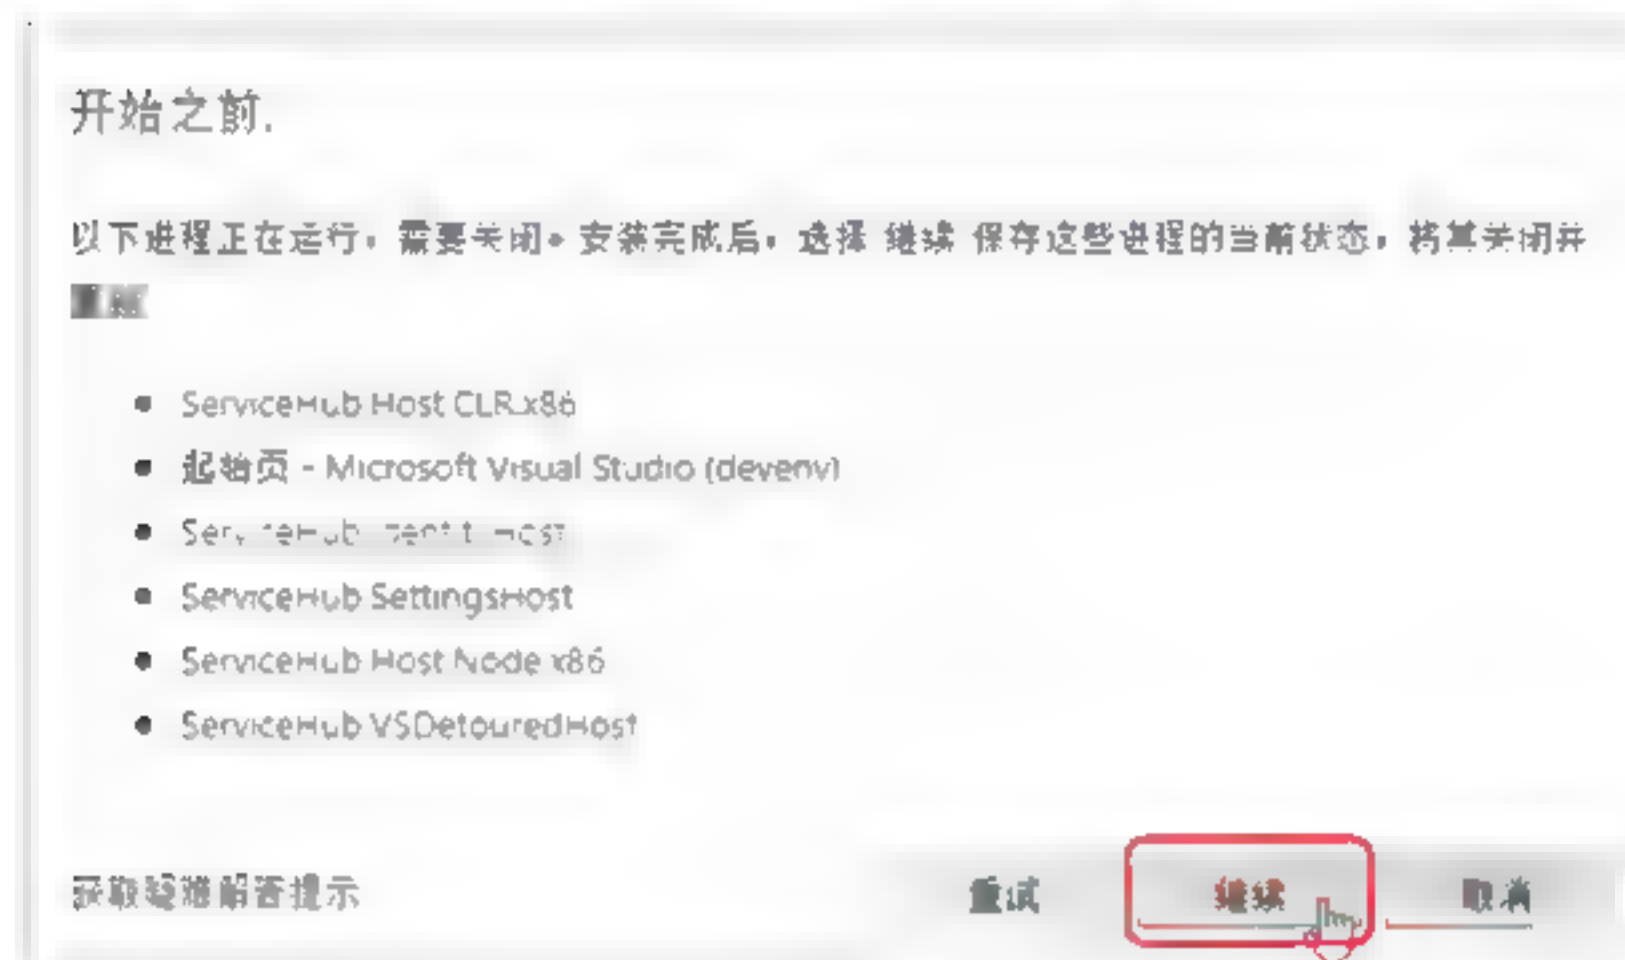 开始之前.
以下进程正在运行，需要关闭。安装完成后，选择 继续 保存这些进程的当前状态，将其关闭并
ServiceHub Host CLR x86
起始页 - Microsoft Visual Studio (devenv)
ServiceHub IdentityHost
ServiceHub SettingsHost
ServiceHub Host Node x86
ServiceHub VSDetouredHost
获取疑难解答提示
重试
继续
取消